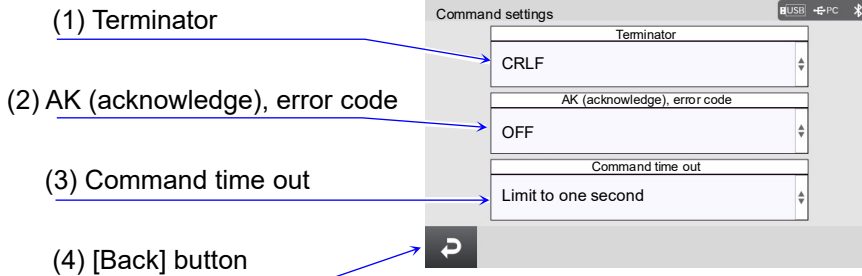 (1) Terminator
(2) AK (acknowledge), error code
(3) Command time out
(4) [Back] button
Command settings
USB PC
Terminator
CRLF
AK (acknowledge), error code
OFF
Command time out
Limit to one second